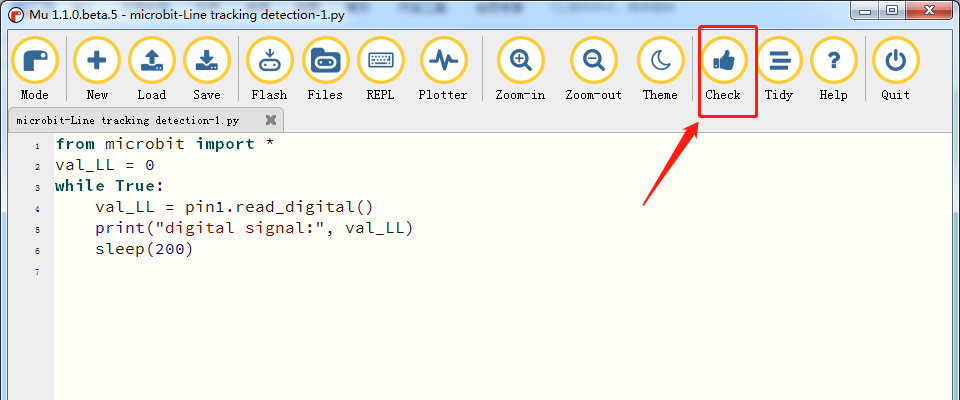 Mu 1.1.0.beta.5 - microbit-Line tracking detection-1.py
Mode New Load Save Flash Files REPL Plotter Zoom-in Zoom-out Theme Check Tidy Help Quit
microbit-Line tracking detection-1.py
1 from microbit import *
2 val_LL = 0
3 while True:
4 val_LL = pin1.read_digital()
5 print("digital signal:", val_LL)
6 sleep(200)
7